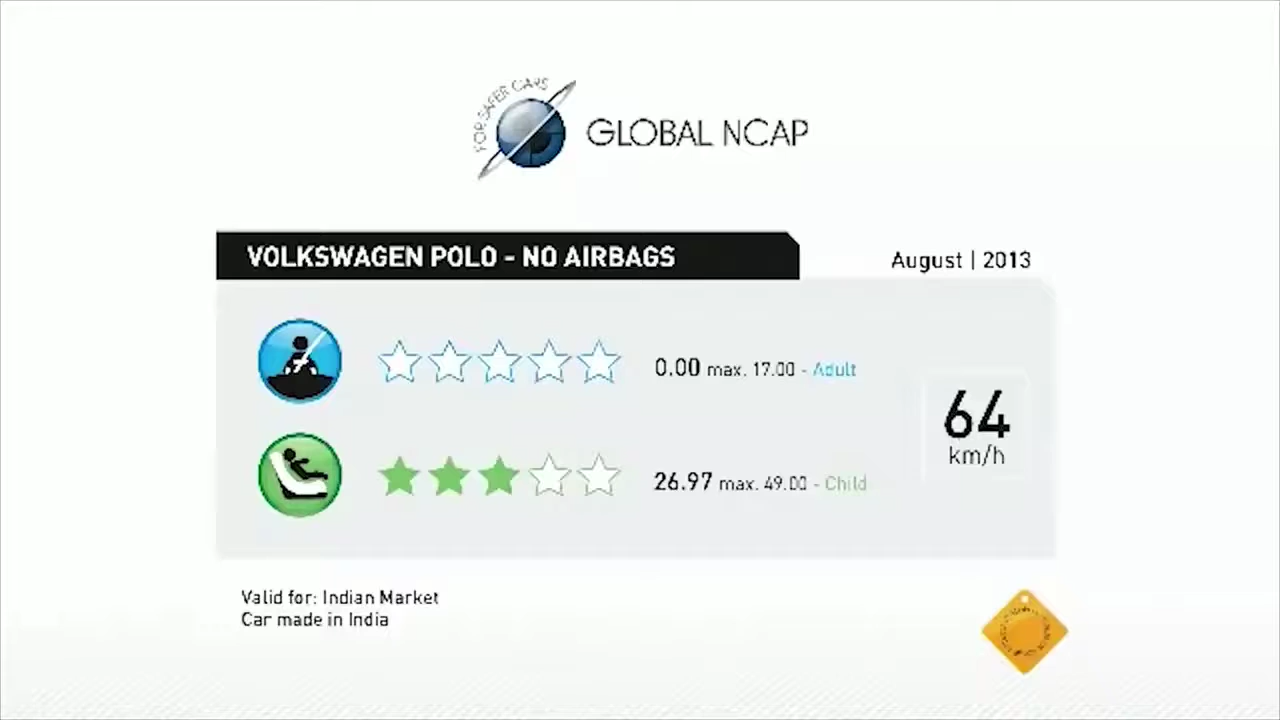 FOR SAFER CARS
GLOBAL NCAP
VOLKSWAGEN POLO - NO AIRBAGS
August | 2013
0.00 max. 17.00 - Adult
26.97 max. 49.00 - Child
64
km/h
Valid for: Indian Market
Car made in India